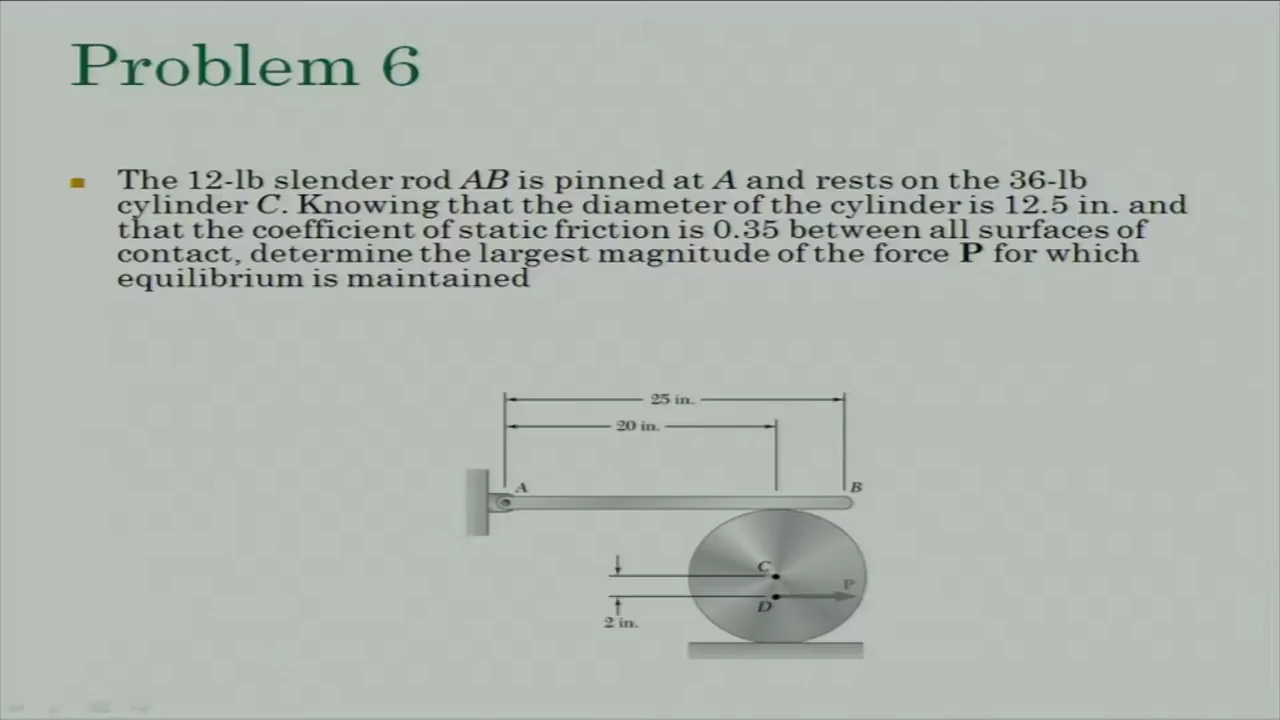 Problem 6
The 12-lb slender rod AB is pinned at A and rests on the 36-lb
cylinder C. Knowing that the diameter of the cylinder is 12.5 in. and
that the coefficient of static friction is 0.35 between all surfaces of
contact, determine the largest magnitude of the force P for which
equilibrium is maintained
25 in.
20 in.
A
B
C
P
D
2 in.